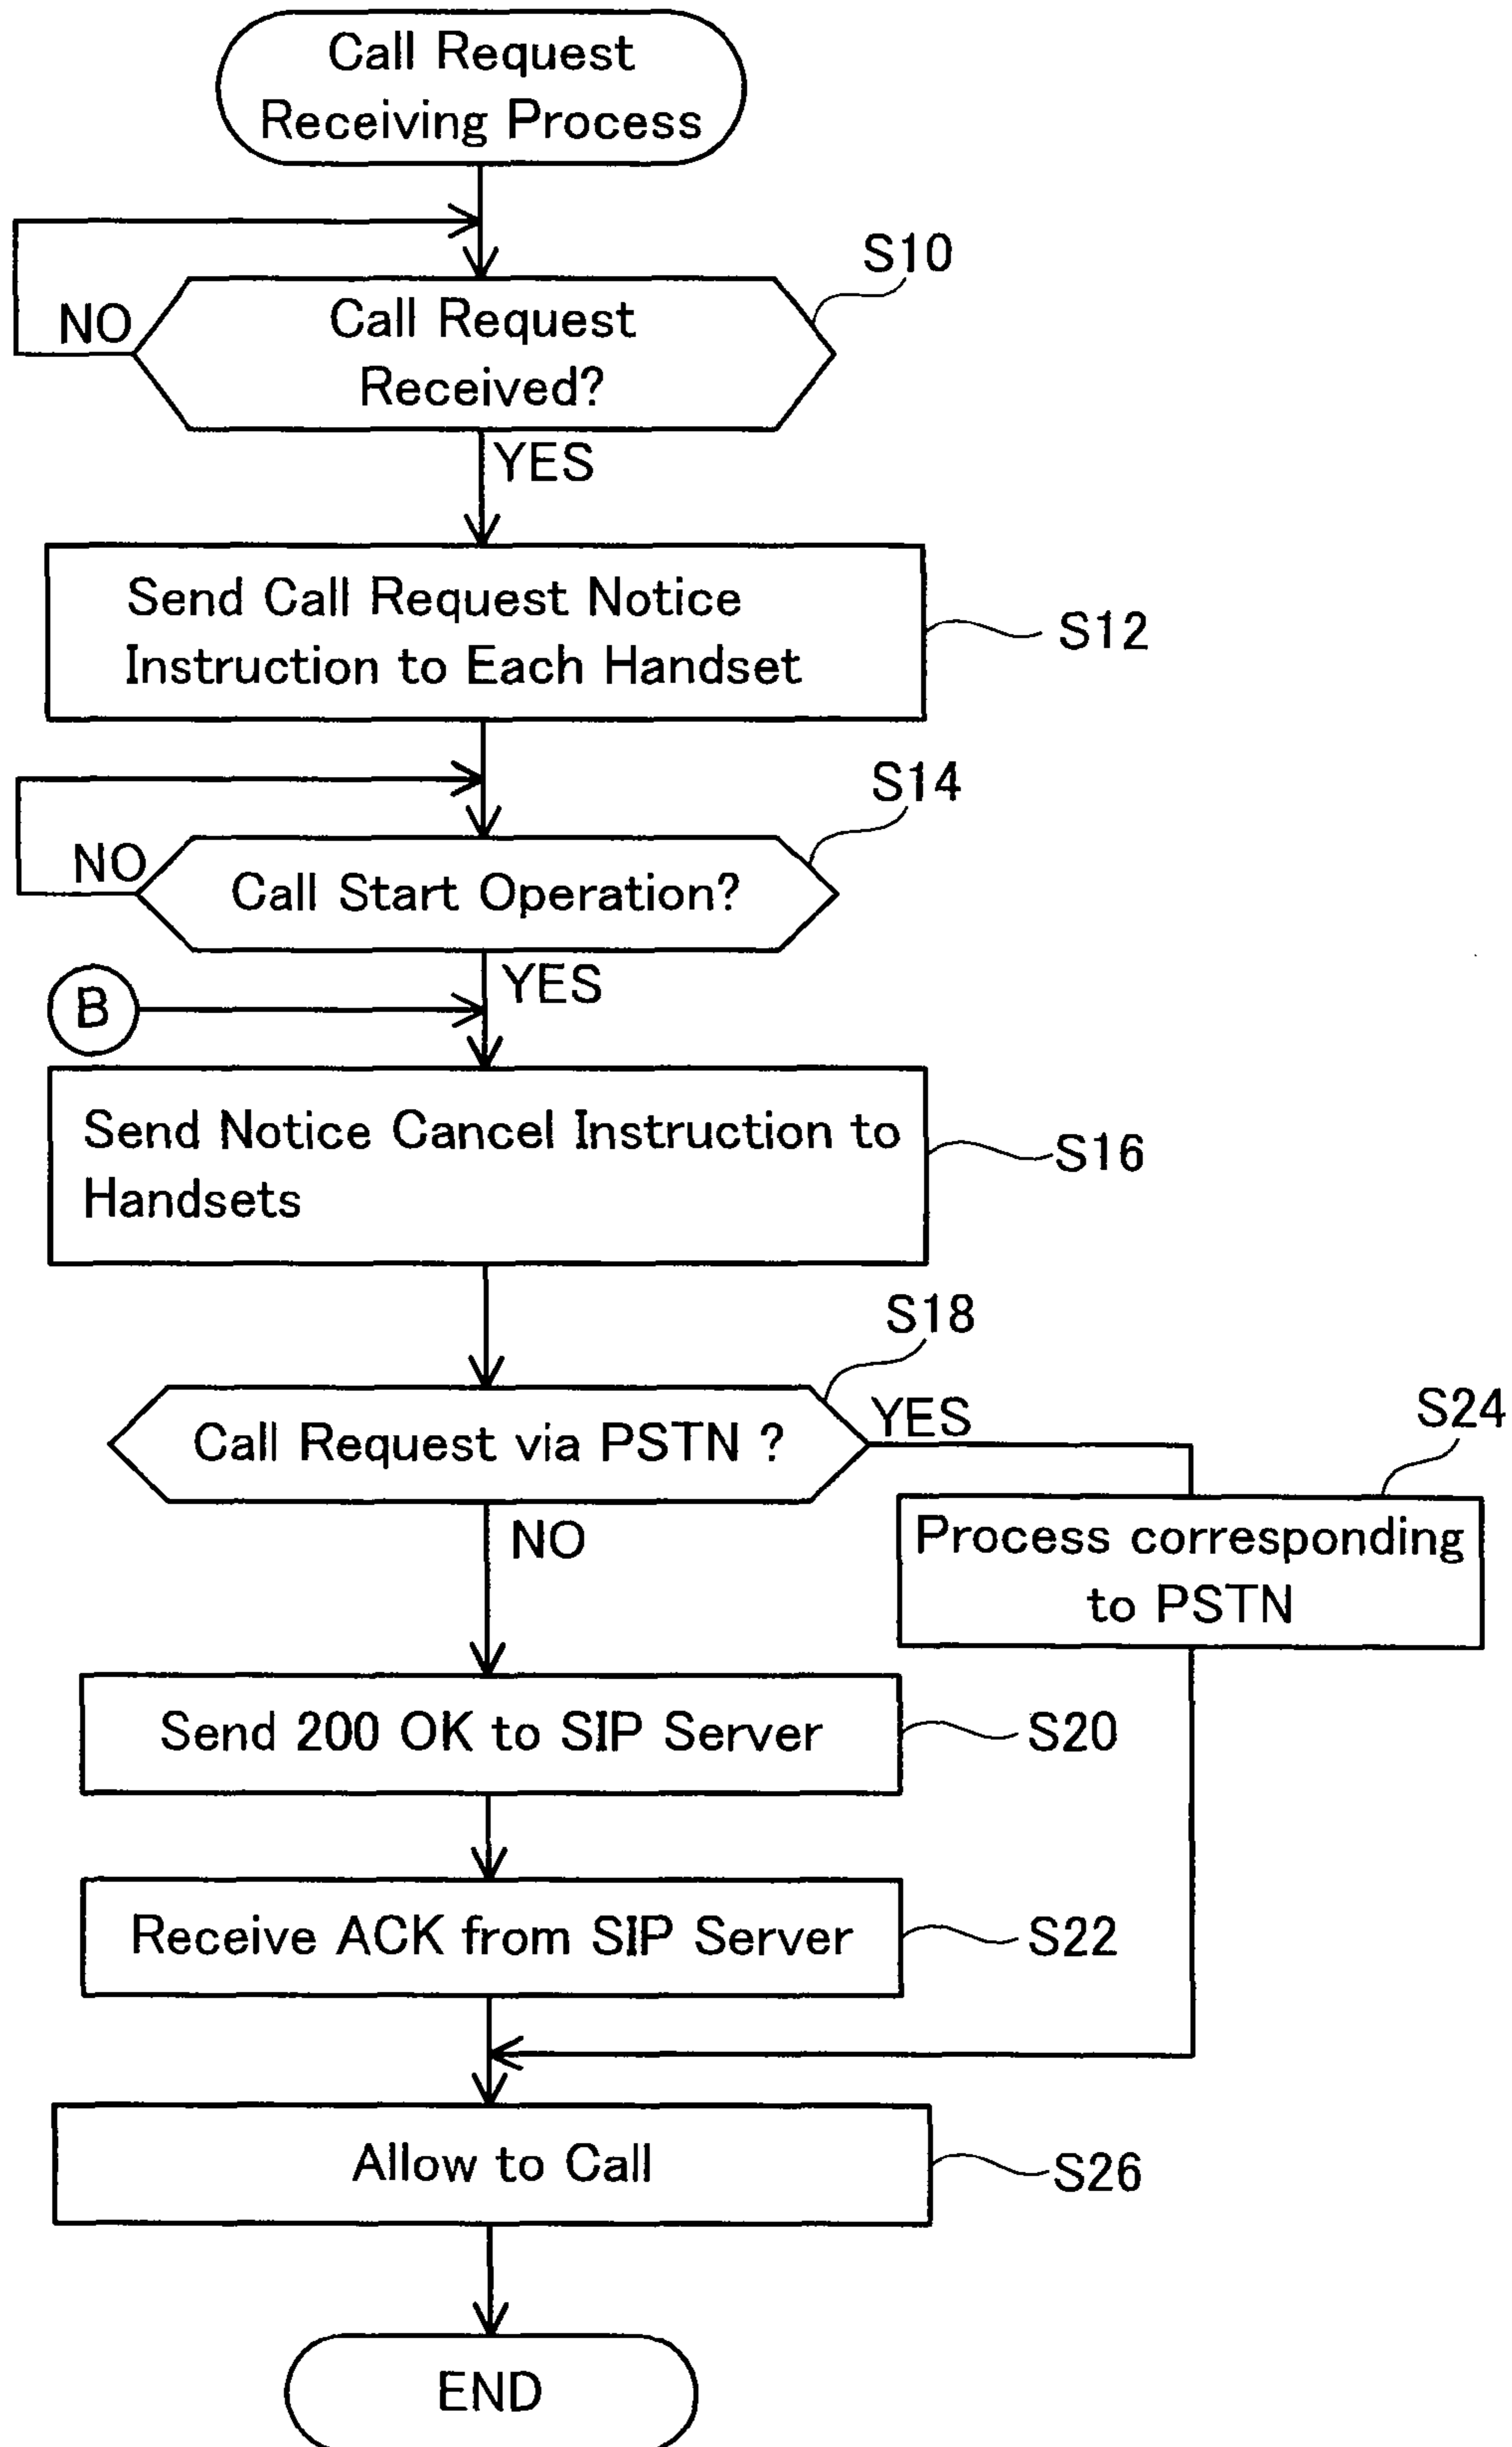 Call Request
Receiving Process
S10
NO
Call Request
Received?
YES
Send Call Request Notice
Instruction to Each Handset
S12
S14
NO
Call Start Operation?
YES
B
Send Notice Cancel Instruction to
Handsets
S16
S18
Call Request via PSTN ?
YES
S24
NO
Process corresponding
to PSTN
Send 200 OK to SIP Server
S20
Receive ACK from SIP Server
S22
Allow to Call
S26
END